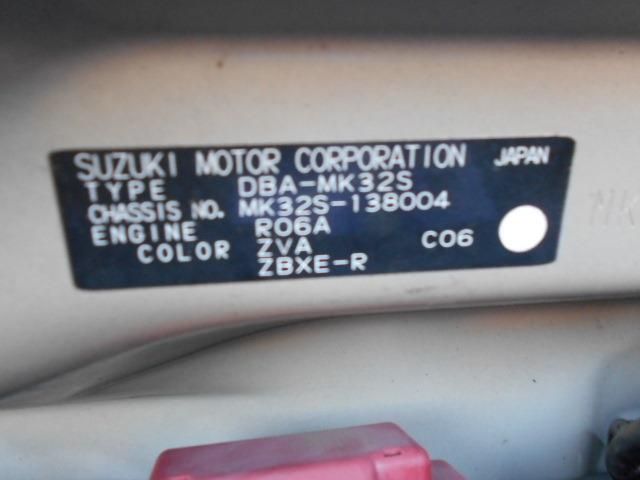 SUZUKI MOTOR CORPORATION JAPAN
TYPE DBA-MK32S
CHASSIS NO. MK32S-138004
ENGINE R06A
COLOR ZVA C06
ZBXE-R